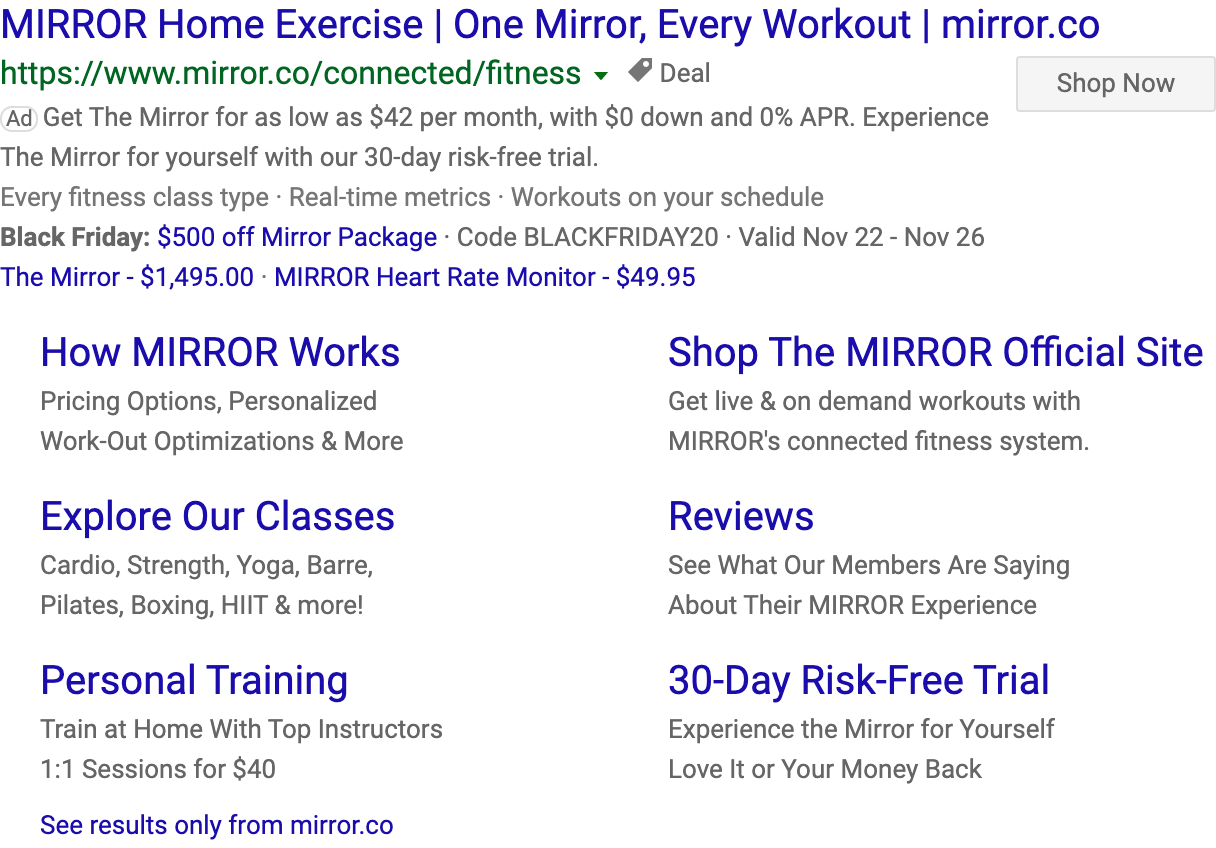 MIRROR Home Exercise | One Mirror, Every Workout | mirror.co
https://www.mirror.co/connected/fitness Deal
Shop Now
Ad Get The Mirror for as low as $42 per month, with $0 down and 0% APR. Experience
The Mirror for yourself with our 30-day risk-free trial.
Every fitness class type · Real-time metrics · Workouts on your schedule
Black Friday: $500 off Mirror Package · Code BLACKFRIDAY20 · Valid Nov 22 - Nov 26
The Mirror - $1,495.00 · MIRROR Heart Rate Monitor - $49.95
How MIRROR Works
Pricing Options, Personalized
Work-Out Optimizations & More
Shop The MIRROR Official Site
Get live & on demand workouts with
MIRROR's connected fitness system.
Explore Our Classes
Cardio, Strength, Yoga, Barre,
Pilates, Boxing, HIIT & more!
Reviews
See What Our Members Are Saying
About Their MIRROR Experience
Personal Training
Train at Home With Top Instructors
1:1 Sessions for $40
30-Day Risk-Free Trial
Experience the Mirror for Yourself
Love It or Your Money Back
See results only from mirror.co